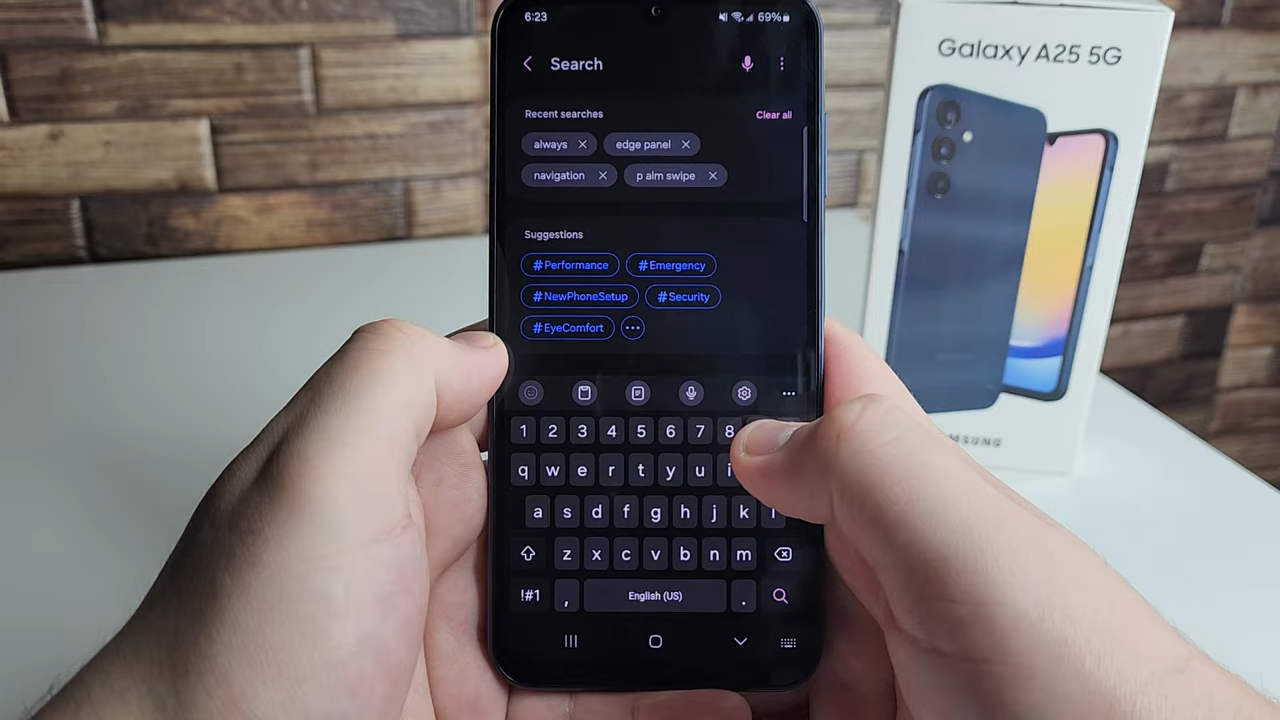 6:23 69%
Search
Recent searches Clear all
always edge panel
navigation p alm swipe
Suggestions
#Performance #Emergency
#NewPhoneSetup #Security
#EyeComfort
1 2 3 4 5 6 7 8
q w e r t y u i
a s d f g h j k l
z x c v b n m
!#1 , English (US) .
Galaxy A25 5G